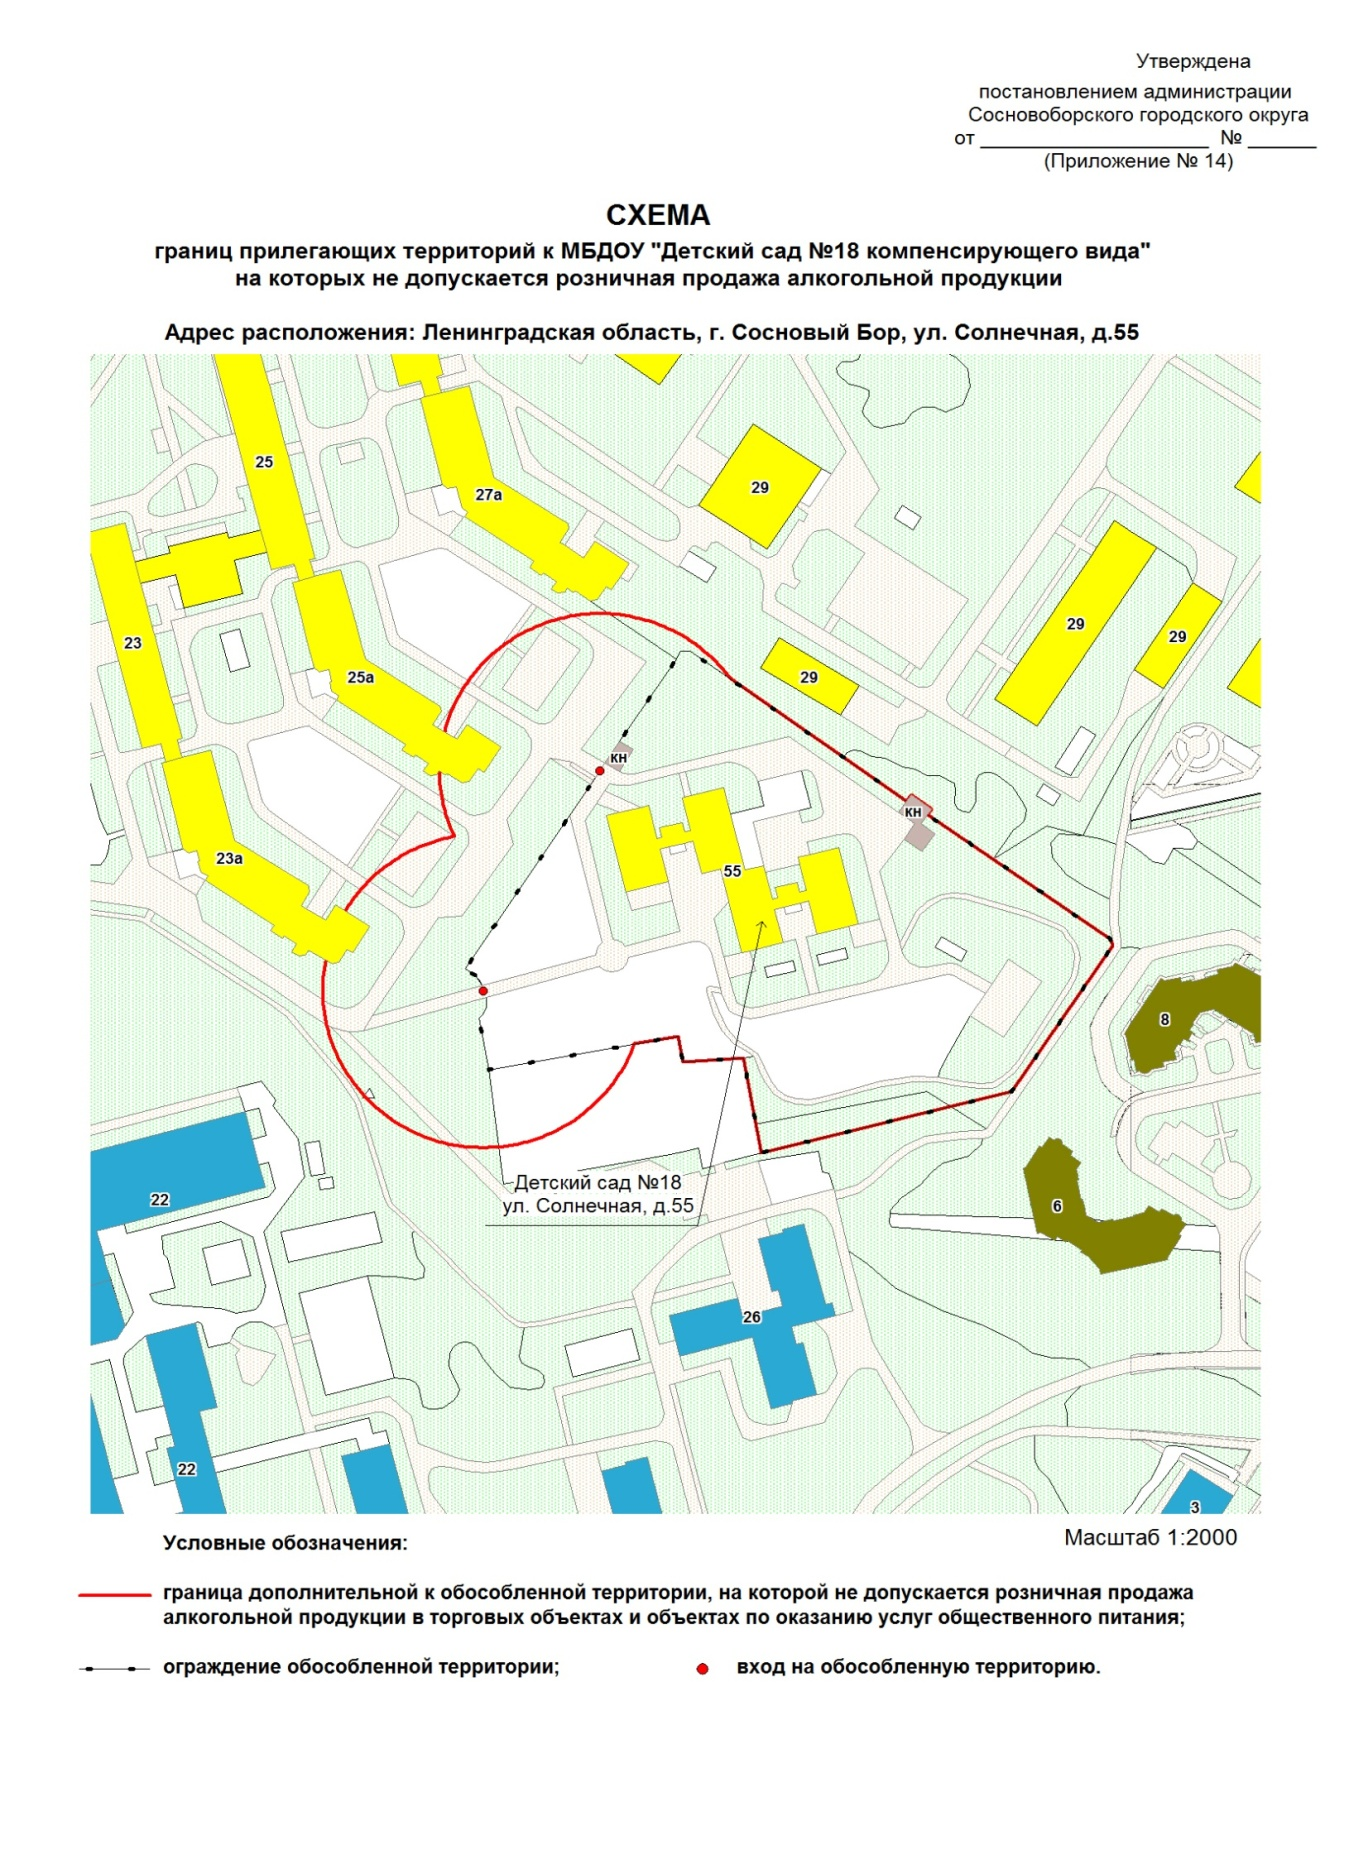 Утверждена
постановлением администрации
Сосновоборского городского округа
от ____________________ № ______
(Приложение № 14)
СХЕМА
границ прилегающих территорий к МБДОУ "Детский сад №18 компенсирующего вида"
на которых не допускается розничная продажа алкогольной продукции
Адрес расположения: Ленинградская область, г. Сосновый Бор, ул. Солнечная, д.55
25
27а
29
23
29
29
25а
29
кн
кн
23а
55
8
Детский сад №18
ул. Солнечная, д.55
22
6
26
22
3
Условные обозначения:
Масштаб 1:2000
граница дополнительной к обособленной территории, на которой не допускается розничная продажа
алкогольной продукции в торговых объектах и объектах по оказанию услуг общественного питания;
ограждение обособленной территории;
вход на обособленную территорию.